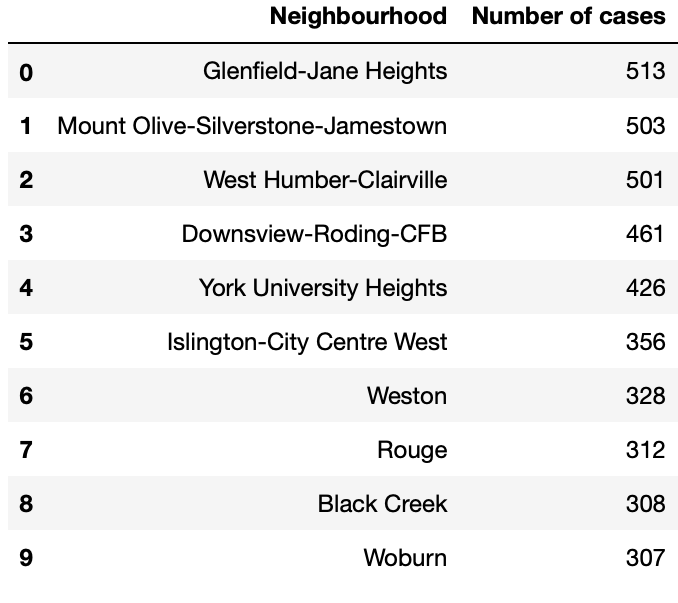 Neighbourhood Number of cases
0 Glenfield-Jane Heights 513
1 Mount Olive-Silverstone-Jamestown 503
2 West Humber-Clairville 501
3 Downsview-Roding-CFB 461
4 York University Heights 426
5 Islington-City Centre West 356
6 Weston 328
7 Rouge 312
8 Black Creek 308
9 Woburn 307